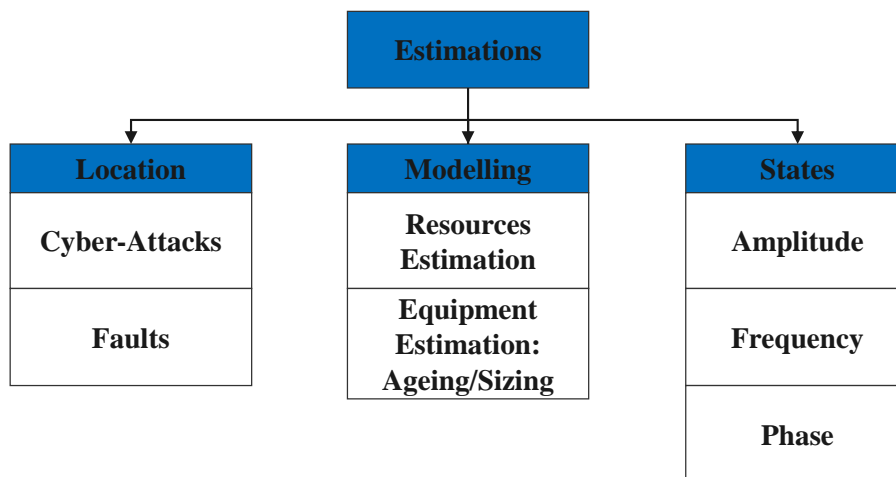 Estimations
Location
Cyber-Attacks
Faults
Modelling
Resources
Estimation
Equipment
Estimation:
Ageing/Sizing
States
Amplitude
Frequency
Phase